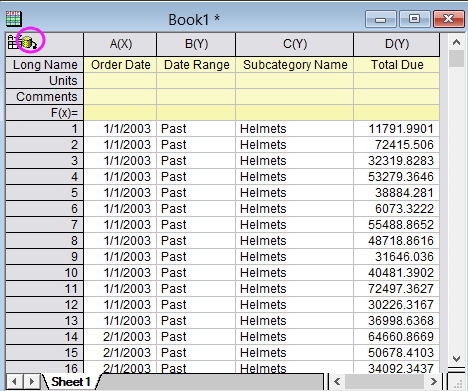 Book1 *
A(X) B(Y) C(Y) D(Y)
Long Name Order Date Date Range Subcategory Name Total Due
Units
Comments
F(x)=
1 1/1/2003 Past Helmets 11791.9901
2 1/1/2003 Past Helmets 72415.506
3 1/1/2003 Past Helmets 32319.8283
4 1/1/2003 Past Helmets 53279.3646
5 1/1/2003 Past Helmets 38884.281
6 1/1/2003 Past Helmets 6073.3222
7 1/1/2003 Past Helmets 55488.8652
8 1/1/2003 Past Helmets 48718.8616
9 1/1/2003 Past Helmets 31646.036
10 1/1/2003 Past Helmets 40481.3902
11 1/1/2003 Past Helmets 72497.3627
12 1/1/2003 Past Helmets 30226.3167
13 1/1/2003 Past Helmets 36998.6368
14 2/1/2003 Past Helmets 64660.8669
15 2/1/2003 Past Helmets 50678.4103
16 2/1/2003 Past Helmets 34092.3437
Sheet1